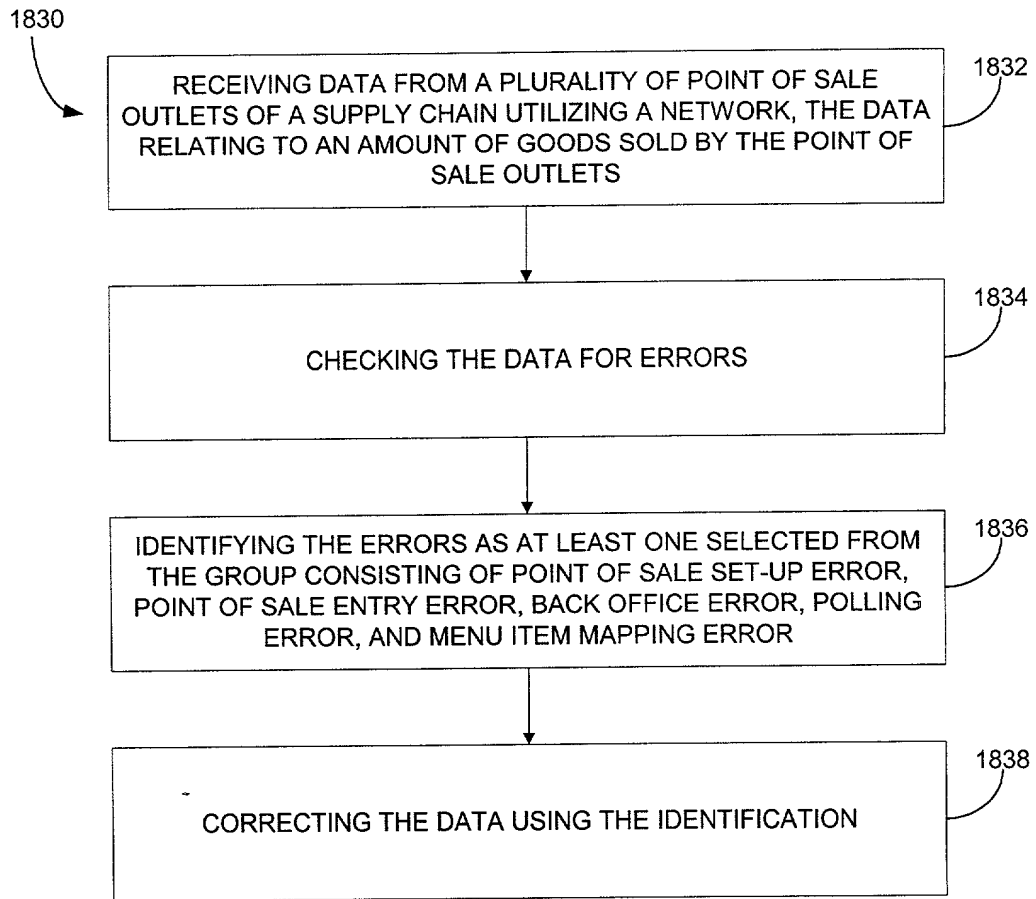 1830
RECEIVING DATA FROM A PLURALITY OF POINT OF SALE
OUTLETS OF A SUPPLY CHAIN UTILIZING A NETWORK, THE DATA
RELATING TO AN AMOUNT OF GOODS SOLD BY THE POINT OF
SALE OUTLETS
1832
CHECKING THE DATA FOR ERRORS
1834
IDENTIFYING THE ERRORS AS AT LEAST ONE SELECTED FROM
THE GROUP CONSISTING OF POINT OF SALE SET-UP ERROR,
POINT OF SALE ENTRY ERROR, BACK OFFICE ERROR, POLLING
ERROR, AND MENU ITEM MAPPING ERROR
1836
CORRECTING THE DATA USING THE IDENTIFICATION
1838